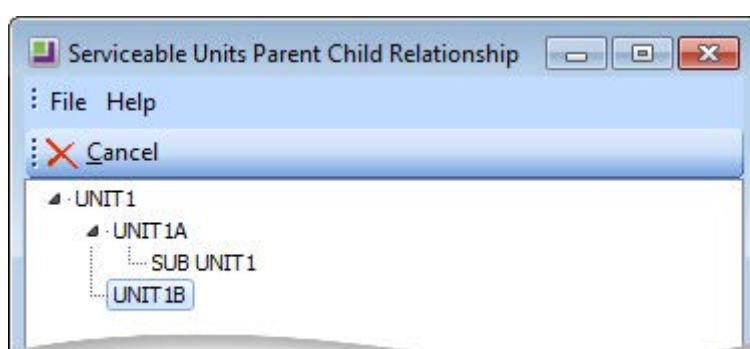 Serviceable Units Parent Child Relationship
File Help
Cancel
UNIT1
UNIT1A
SUB UNIT1
UNIT1B